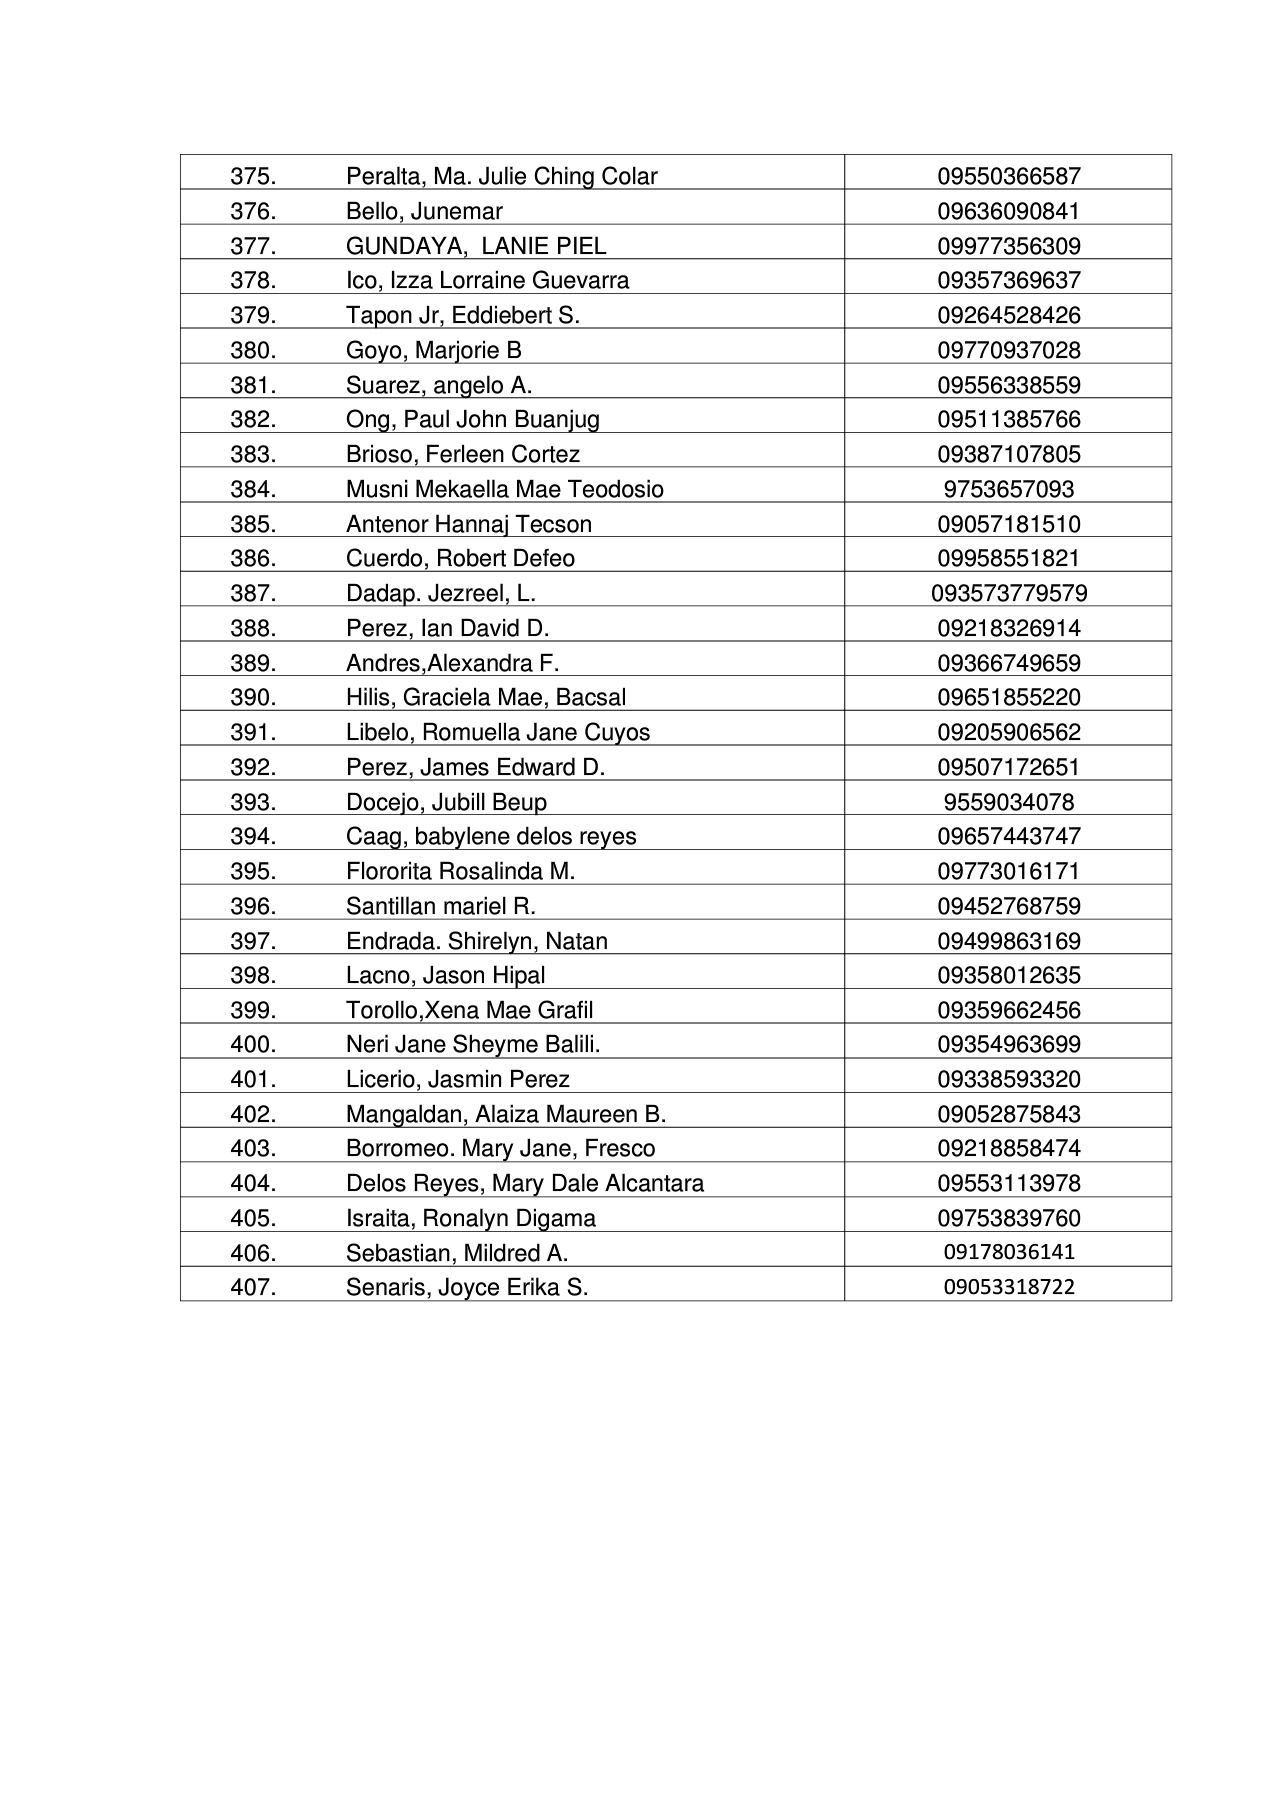 375. Peralta, Ma. Julie Ching Colar 09550366587
376. Bello, Junemar 09636090841
377. GUNDAYA, LANIE PIEL 09977356309
378. Ico, Izza Lorraine Guevarra 09357369637
379. Tapon Jr, Eddiebert S. 09264528426
380. Goyo, Marjorie B 09770937028
381. Suarez, angelo A. 09556338559
382. Ong, Paul John Buanjug 09511385766
383. Brioso, Ferleen Cortez 09387107805
384. Musni Mekaella Mae Teodosio 9753657093
385. Antenor Hannaj Tecson 09057181510
386. Cuerdo, Robert Defeo 09958551821
387. Dadap. Jezreel, L. 093573779579
388. Perez, Ian David D. 09218326914
389. Andres,Alexandra F. 09366749659
390. Hilis, Graciela Mae, Bacsal 09651855220
391. Libelo, Romuella Jane Cuyos 09205906562
392. Perez, James Edward D. 09507172651
393. Docejo, Jubill Beup 9559034078
394. Caag, babylene delos reyes 09657443747
395. Flororita Rosalinda M. 09773016171
396. Santillan mariel R. 09452768759
397. Endrada. Shirelyn, Natan 09499863169
398. Lacno, Jason Hipal 09358012635
399. Torollo,Xena Mae Grafil 09359662456
400. Neri Jane Sheyme Balili. 09354963699
401. Licerio, Jasmin Perez 09338593320
402. Mangaldan, Alaiza Maureen B. 09052875843
403. Borromeo. Mary Jane, Fresco 09218858474
404. Delos Reyes, Mary Dale Alcantara 09553113978
405. Israita, Ronalyn Digama 09753839760
406. Sebastian, Mildred A. 09178036141
407. Senaris, Joyce Erika S. 09053318722